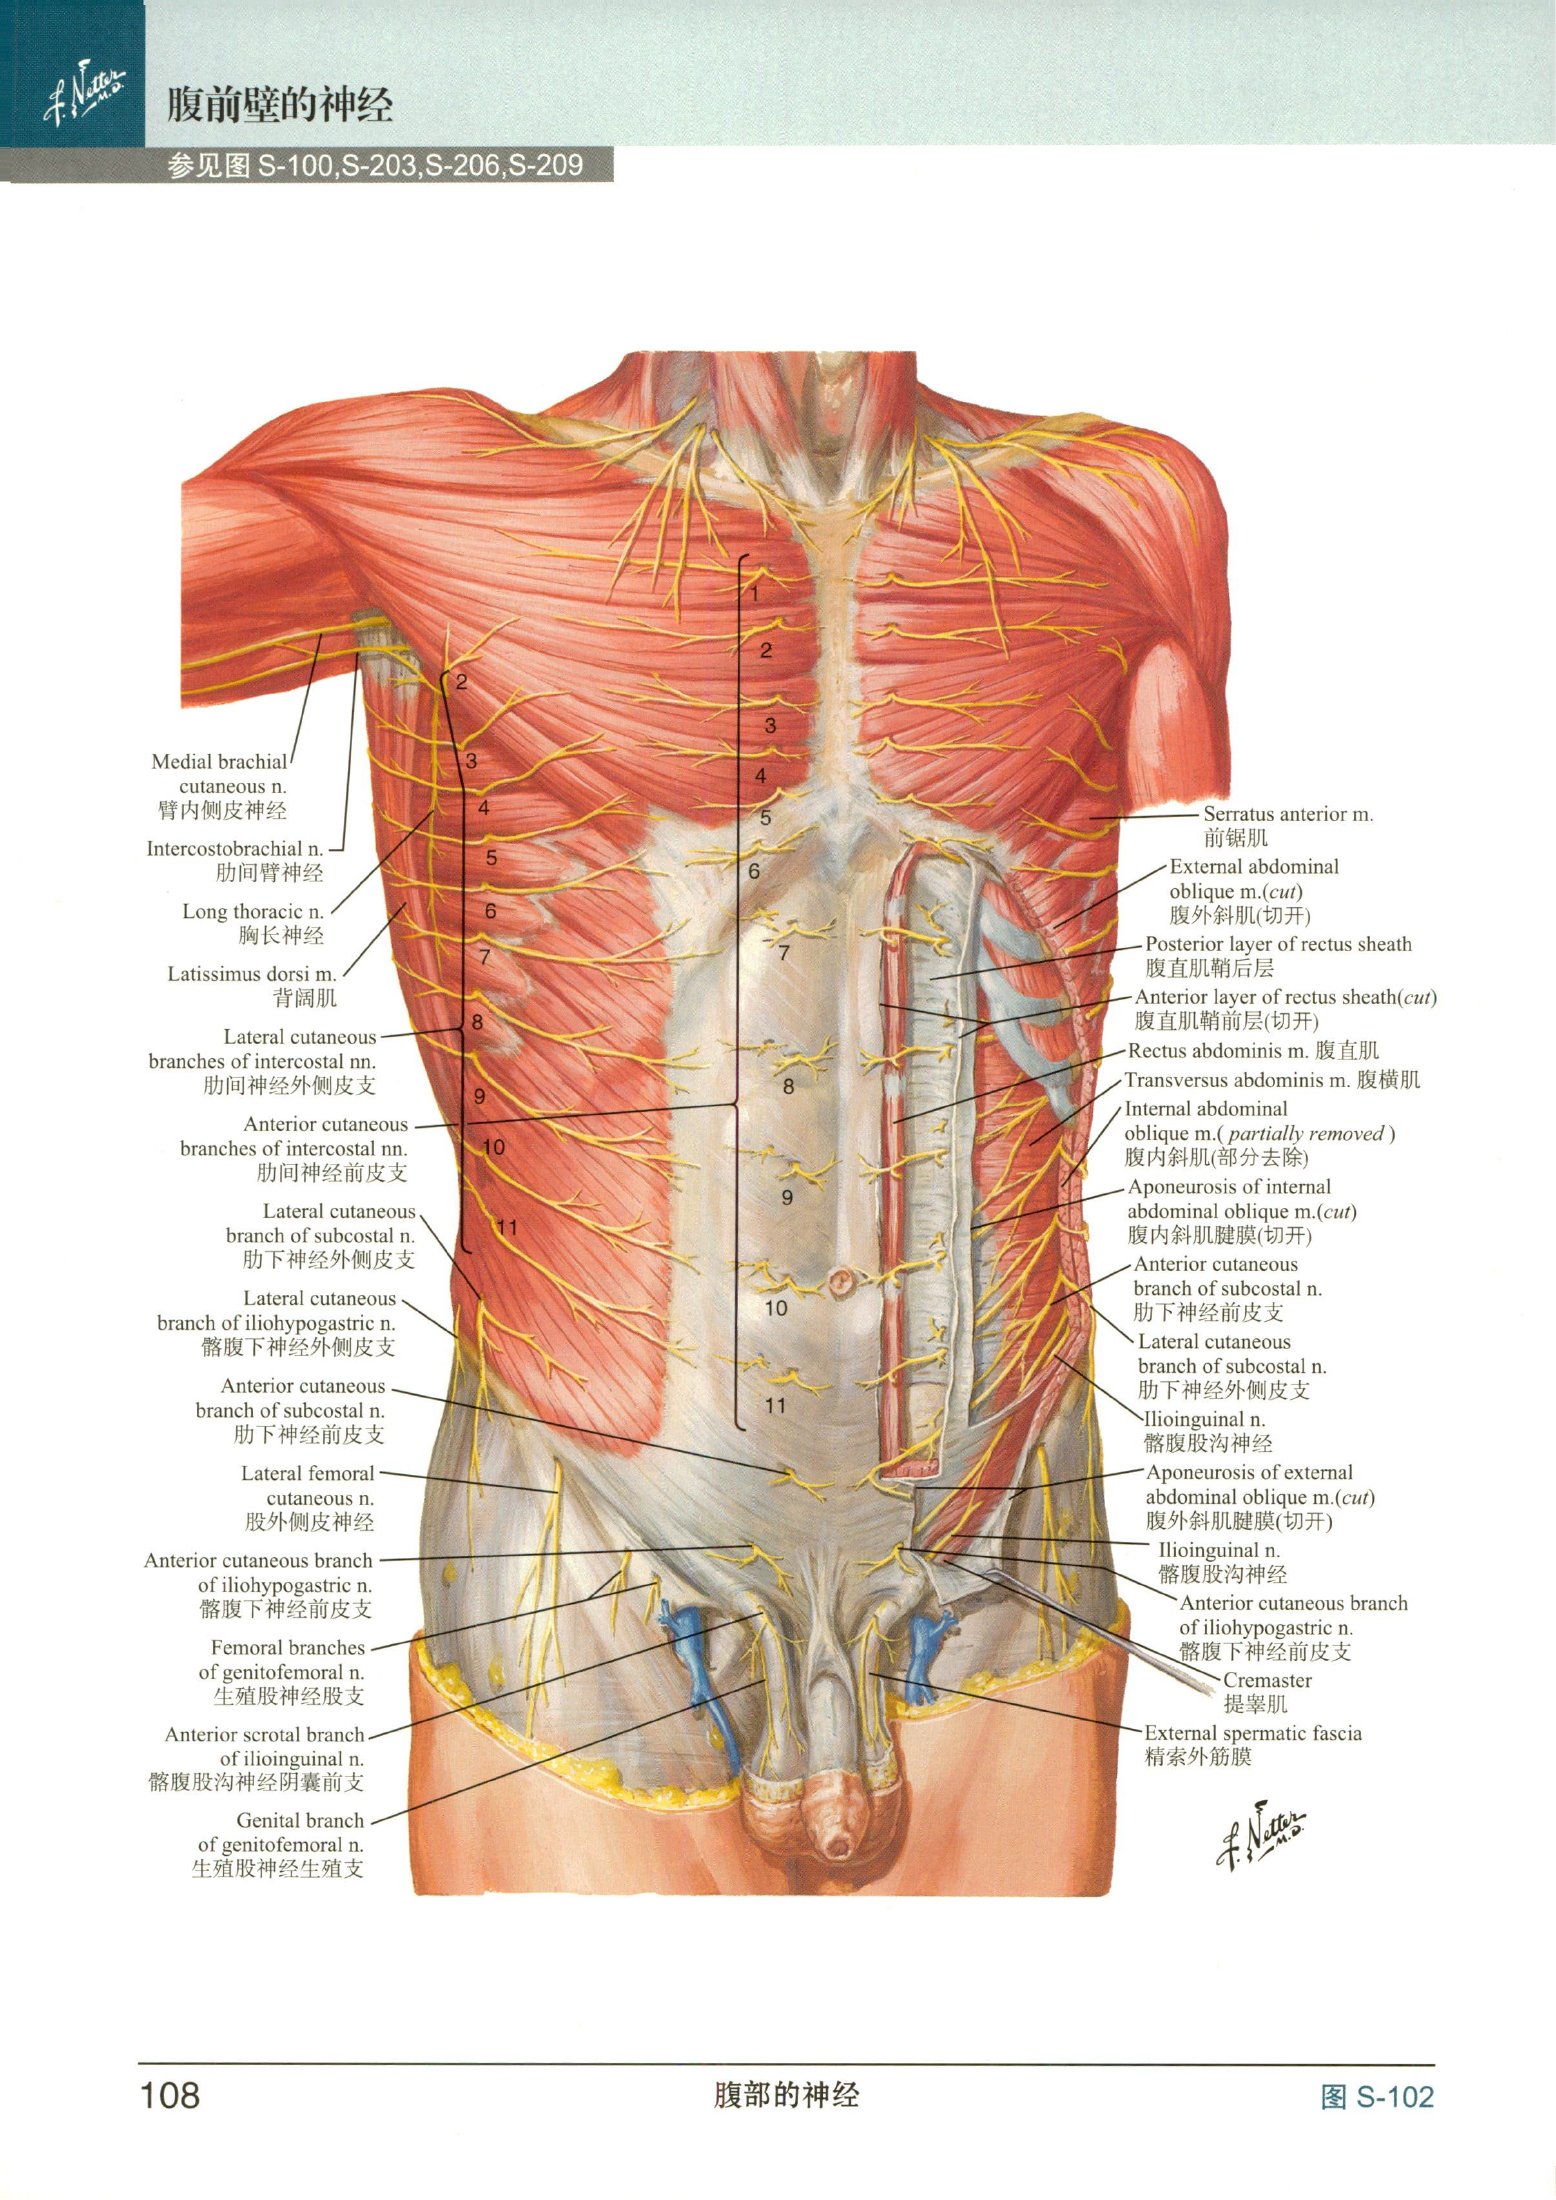 F. Netter M.D.
腹前壁的神经
参见图 S-100,S-203,S-206,S-209
1
2
3
4
5
6
7
8
9
10
11
2
3
4
5
6
7
8
9
10
11
Medial brachial
cutaneous n.
臂内侧皮神经
Intercostobrachial n.
肋间臂神经
Long thoracic n.
胸长神经
Latissimus dorsi m.
背阔肌
Lateral cutaneous
branches of intercostal nn.
肋间神经外侧皮支
Anterior cutaneous
branches of intercostal nn.
肋间神经前皮支
Lateral cutaneous
branch of subcostal n.
肋下神经外侧皮支
Lateral cutaneous
branch of iliohypogastric n.
髂腹下神经外侧皮支
Anterior cutaneous
branch of subcostal n.
肋下神经前皮支
Lateral femoral
cutaneous n.
股外侧皮神经
Anterior cutaneous branch
of iliohypogastric n.
髂腹下神经前皮支
Femoral branches
of genitofemoral n.
生殖股神经股支
Anterior scrotal branch
of ilioinguinal n.
髂腹股沟神经阴囊前支
Genital branch
of genitofemoral n.
生殖股神经生殖支
Serratus anterior m.
前锯肌
External abdominal
oblique m.(cut)
腹外斜肌(切开)
Posterior layer of rectus sheath
腹直肌鞘后层
Anterior layer of rectus sheath(cut)
腹直肌鞘前层(切开)
Rectus abdominis m. 腹直肌
Transversus abdominis m. 腹横肌
Internal abdominal
oblique m.( partially removed )
腹内斜肌(部分去除)
Aponeurosis of internal
abdominal oblique m.(cut)
腹内斜肌腱膜(切开)
Anterior cutaneous
branch of subcostal n.
肋下神经前皮支
Lateral cutaneous
branch of subcostal n.
肋下神经外侧皮支
Ilioinguinal n.
髂腹股沟神经
Aponeurosis of external
abdominal oblique m.(cut)
腹外斜肌腱膜(切开)
Ilioinguinal n.
髂腹股沟神经
Anterior cutaneous branch
of iliohypogastric n.
髂腹下神经前皮支
Cremaster
提睾肌
External spermatic fascia
精索外筋膜
F. Netter M.D.
108
腹部的神经
图 S-102